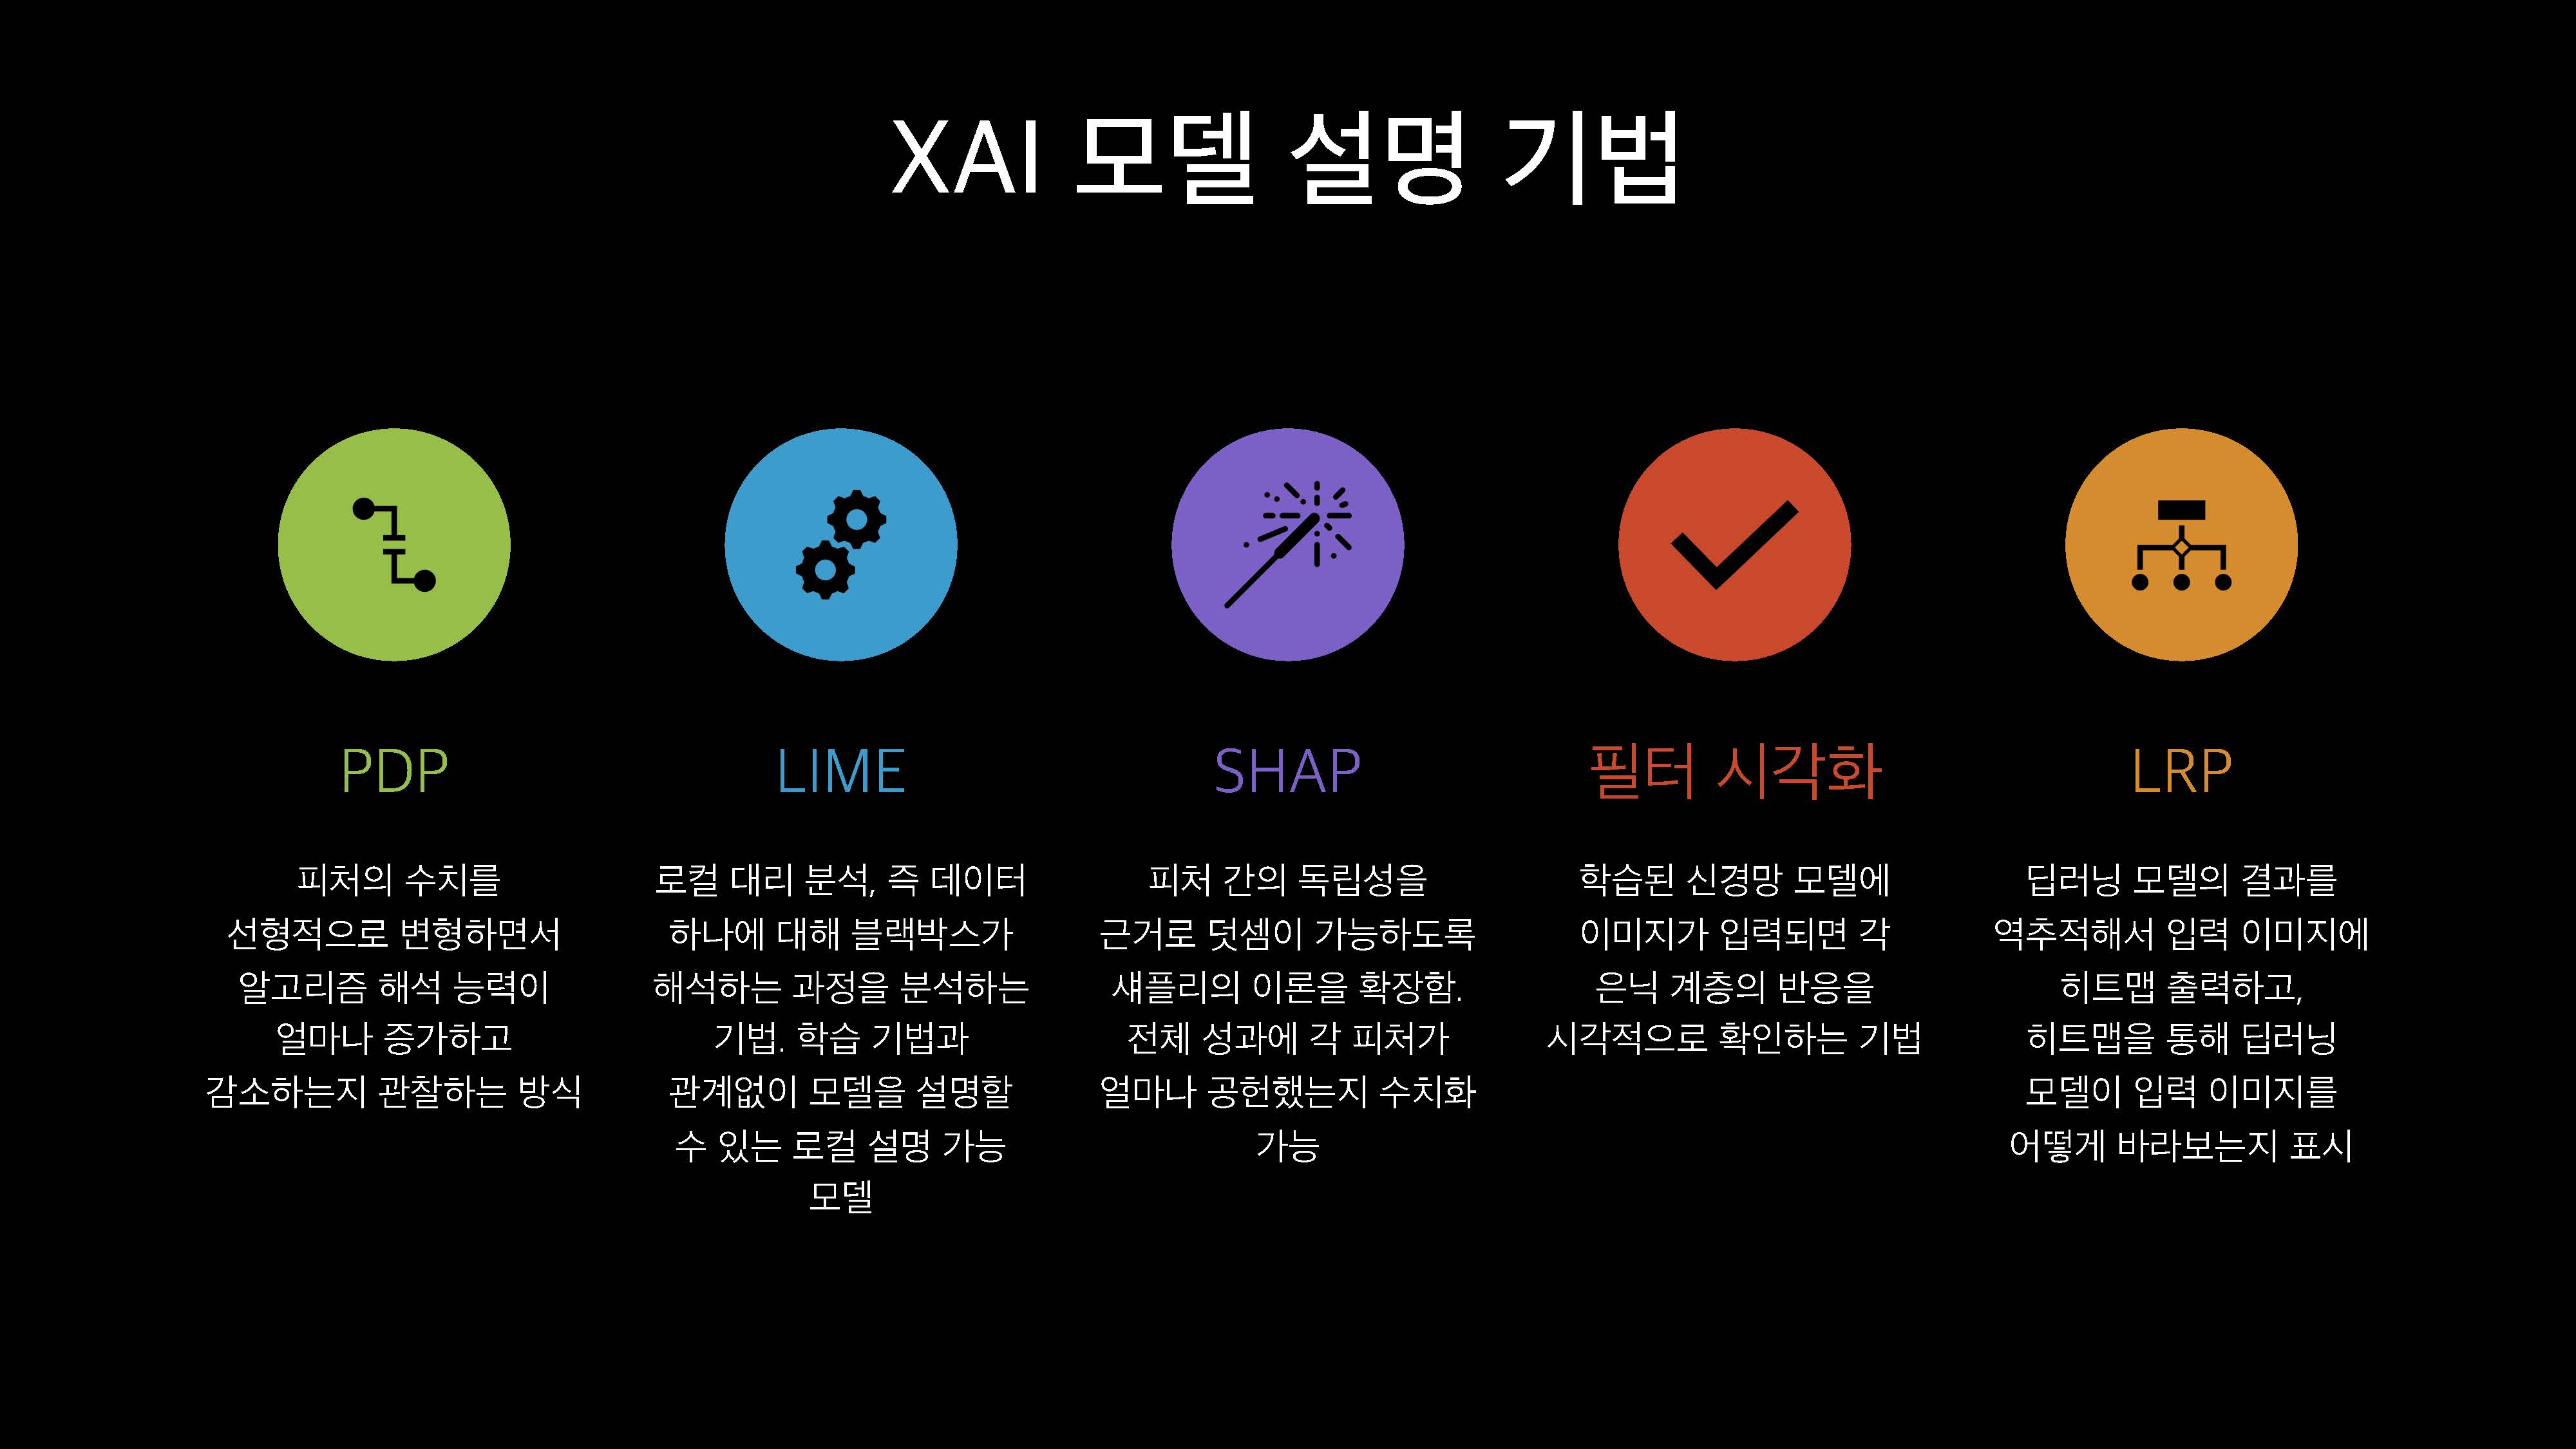 XAI 모델 설명 기법
PDP
피처의 수치를
선형적으로 변형하면서
알고리즘 해석 능력이
얼마나 증가하고
감소하는지 관찰하는 방식
LIME
로컬 대리 분석, 즉 데이터
하나에 대해 블랙박스가
해석하는 과정을 분석하는
기법. 학습 기법과
관계없이 모델을 설명할
수 있는 로컬 설명 가능
모델
SHAP
피처 간의 독립성을
근거로 덧셈이 가능하도록
섀플리의 이론을 확장함.
전체 성과에 각 피처가
얼마나 공헌했는지 수치화
가능
필터 시각화
학습된 신경망 모델에
이미지가 입력되면 각
은닉 계층의 반응을
시각적으로 확인하는 기법
LRP
딥러닝 모델의 결과를
역추적해서 입력 이미지에
히트맵 출력하고,
히트맵을 통해 딥러닝
모델이 입력 이미지를
어떻게 바라보는지 표시